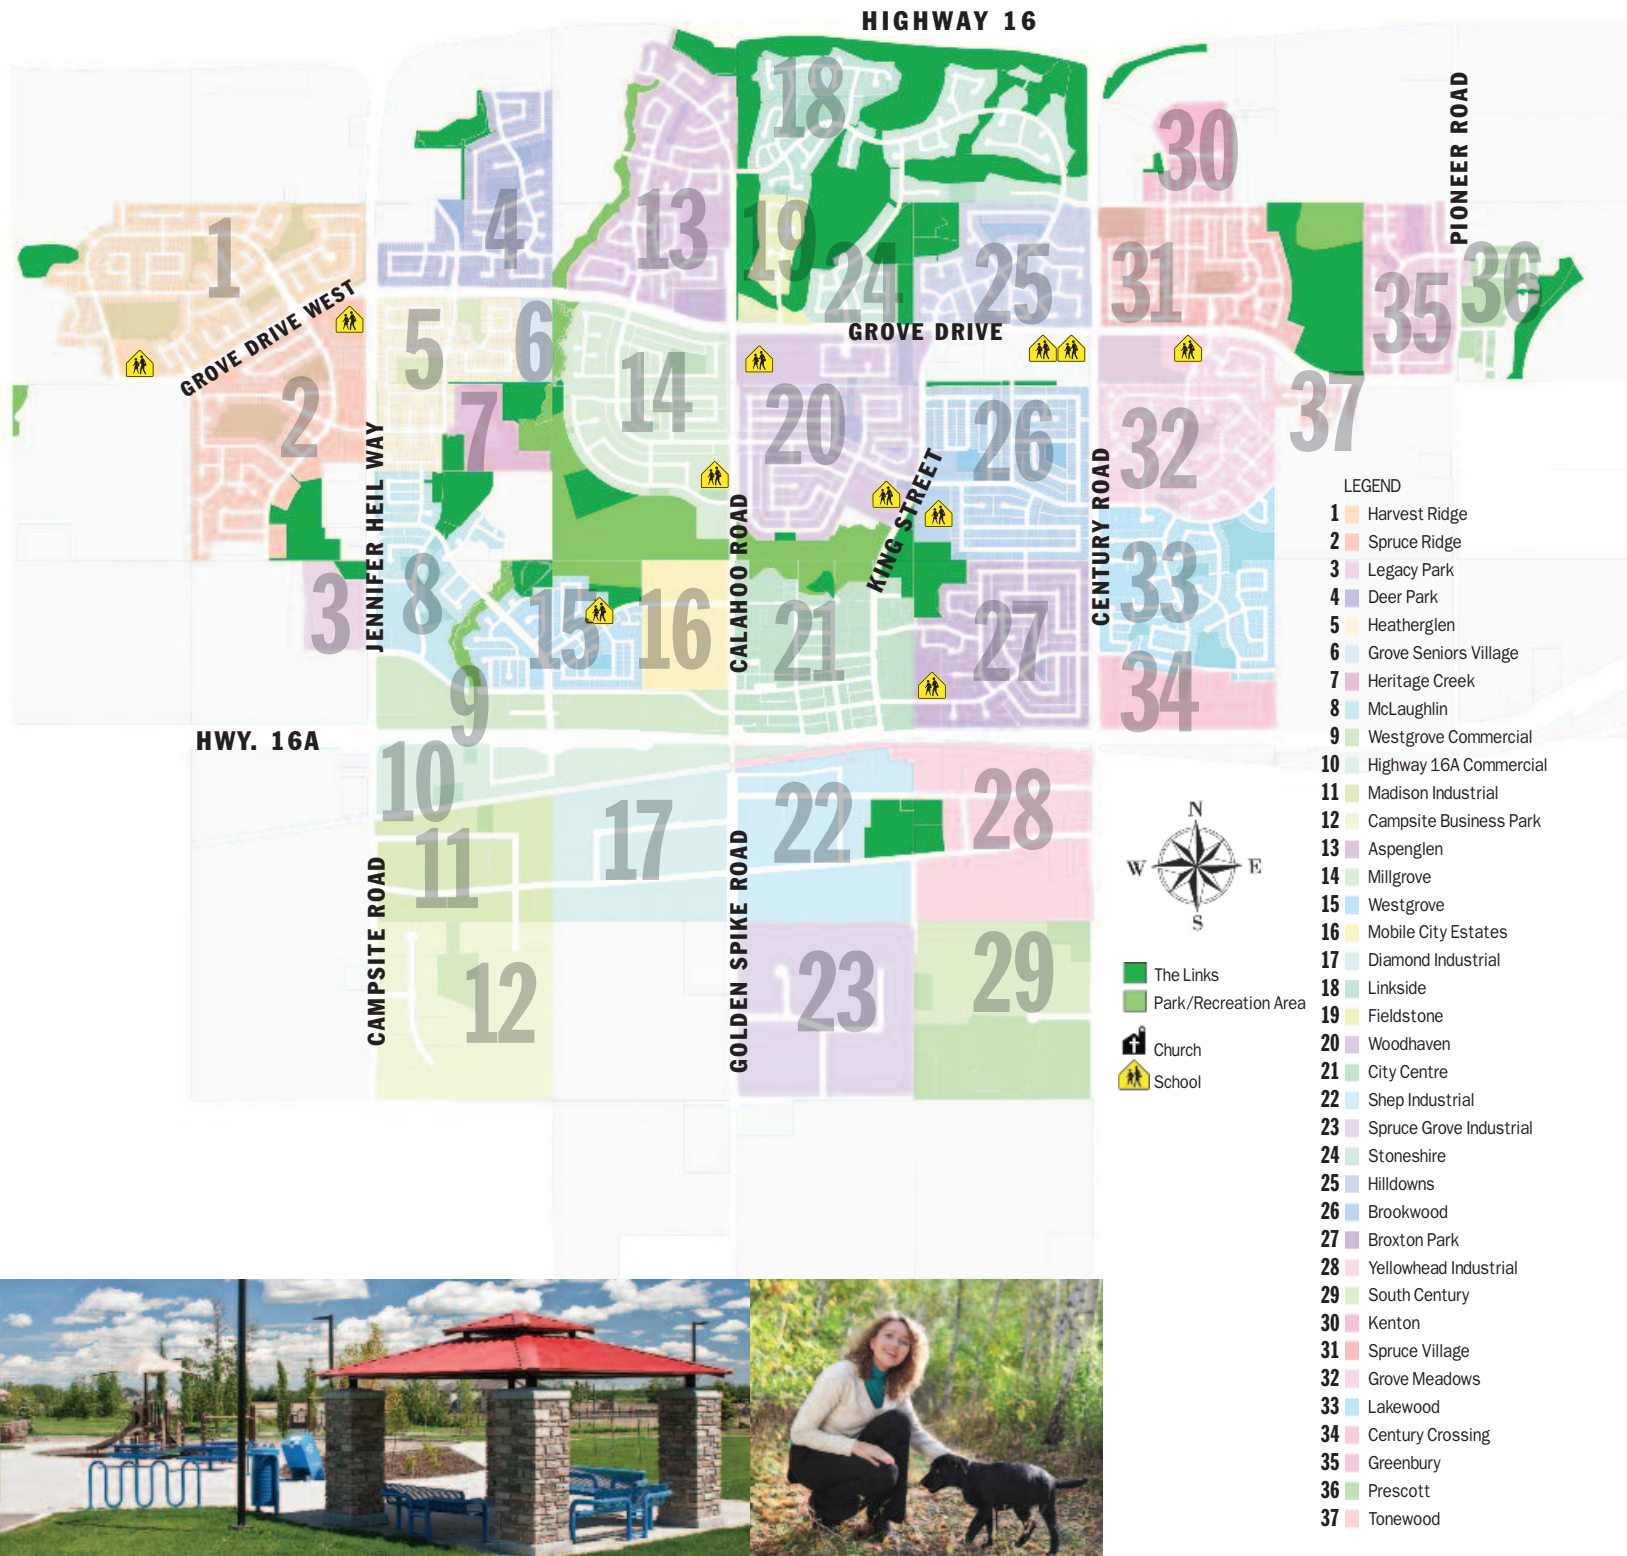 HIGHWAY 16
PIONEER ROAD
18
30
1
4
13
19
24
25
31
35
36
GROVE DRIVE WEST
5
6
GROVE DRIVE
2
7
14
20
26
32
37
JENNIFER HEIL WAY
CALAHOO ROAD
KING STREET
CENTURY ROAD
3
8
15
16
21
27
33
9
34
HWY. 16A
10
11
17
22
28
CAMPSITE ROAD
GOLDEN SPIKE ROAD
12
23
29
N
W E
S
The Links
Park/Recreation Area
Church
School
LEGEND
1 Harvest Ridge
2 Spruce Ridge
3 Legacy Park
4 Deer Park
5 Heatherglen
6 Grove Seniors Village
7 Heritage Creek
8 McLaughlin
9 Westgrove Commercial
10 Highway 16A Commercial
11 Madison Industrial
12 Campsite Business Park
13 Aspenglen
14 Millgrove
15 Westgrove
16 Mobile City Estates
17 Diamond Industrial
18 Linkside
19 Fieldstone
20 Woodhaven
21 City Centre
22 Shep Industrial
23 Spruce Grove Industrial
24 Stoneshire
25 Hilldowns
26 Brookwood
27 Broxton Park
28 Yellowhead Industrial
29 South Century
30 Kenton
31 Spruce Village
32 Grove Meadows
33 Lakewood
34 Century Crossing
35 Greenbury
36 Prescott
37 Tonewood